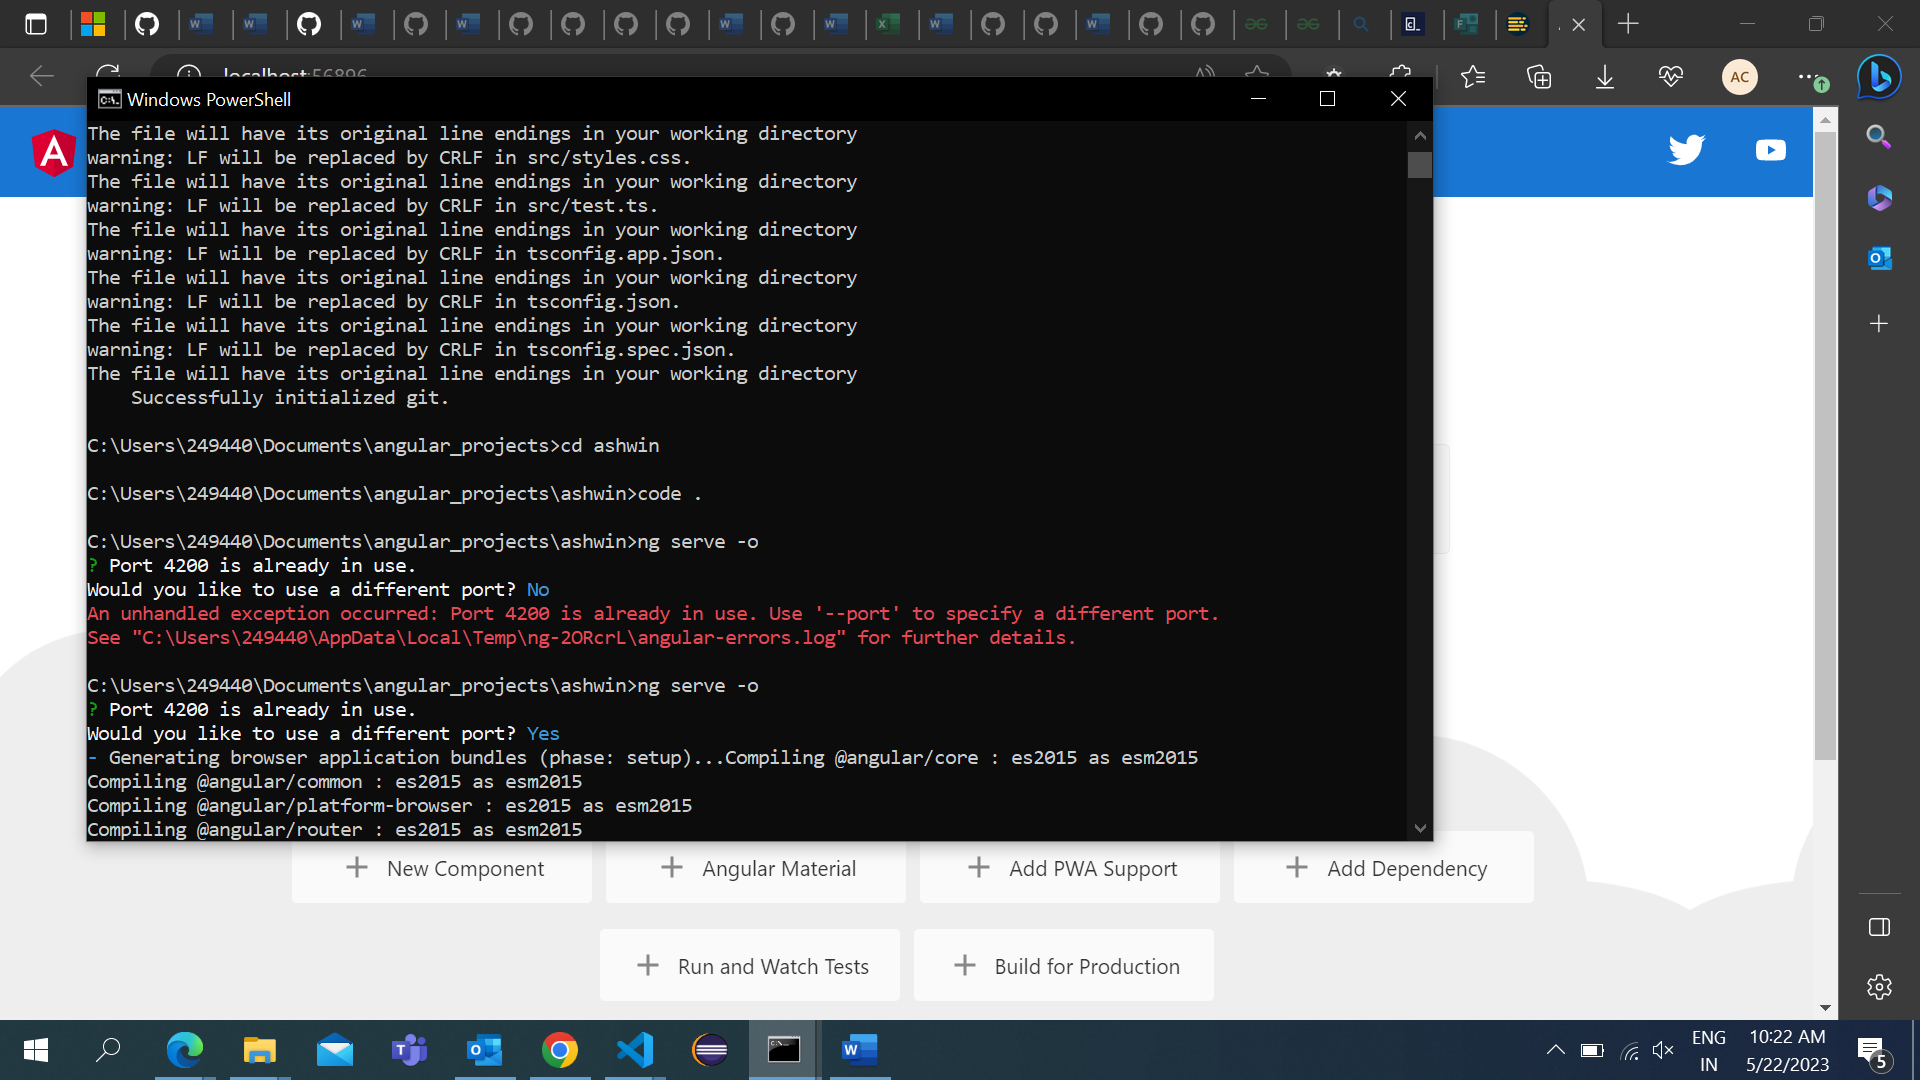 localhost:56896
AC
Windows PowerShell
The file will have its original line endings in your working directory
warning: LF will be replaced by CRLF in src/styles.css.
The file will have its original line endings in your working directory
warning: LF will be replaced by CRLF in src/test.ts.
The file will have its original line endings in your working directory
warning: LF will be replaced by CRLF in tsconfig.app.json.
The file will have its original line endings in your working directory
warning: LF will be replaced by CRLF in tsconfig.json.
The file will have its original line endings in your working directory
warning: LF will be replaced by CRLF in tsconfig.spec.json.
The file will have its original line endings in your working directory
Successfully initialized git.
C:\Users\249440\Documents\angular_projects>cd ashwin
C:\Users\249440\Documents\angular_projects\ashwin>code .
C:\Users\249440\Documents\angular_projects\ashwin>ng serve -o
? Port 4200 is already in use.
Would you like to use a different port? No
An unhandled exception occurred: Port 4200 is already in use. Use '--port' to specify a different port.
See "C:\Users\249440\AppData\Local\Temp\ng-2ORcrL\angular-errors.log" for further details.
C:\Users\249440\Documents\angular_projects\ashwin>ng serve -o
? Port 4200 is already in use.
Would you like to use a different port? Yes
- Generating browser application bundles (phase: setup)...Compiling @angular/core : es2015 as esm2015
Compiling @angular/common : es2015 as esm2015
Compiling @angular/platform-browser : es2015 as esm2015
Compiling @angular/router : es2015 as esm2015
New Component
Angular Material
Add PWA Support
Add Dependency
Run and Watch Tests
Build for Production
ENG
IN
10:22 AM
5/22/2023
5